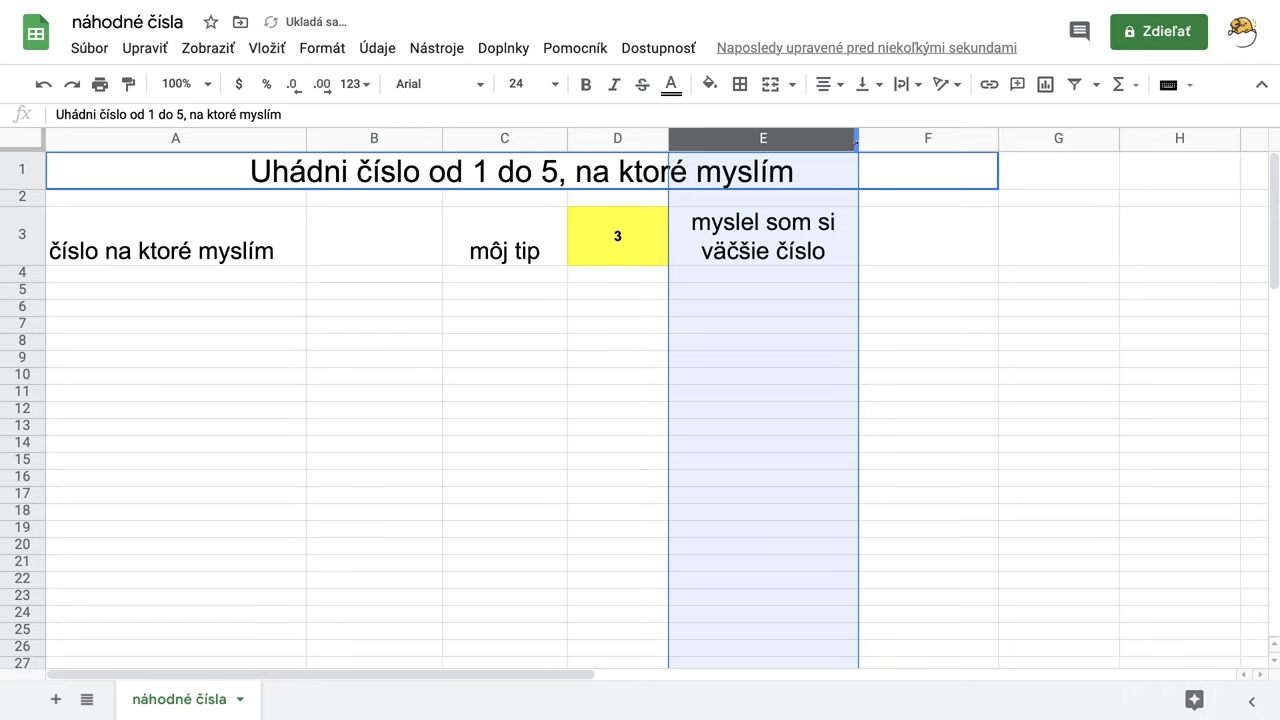 náhodné čísla
Ukladá sa…
Súbor Upraviť Zobraziť Vložiť Formát Údaje Nástroje Doplnky Pomocník Dostupnosť Naposledy upravené pred niekoľkými sekundami
Zdieľať
100% $ % .0 .00 123 Arial 24 B I S A
fx Uhádni číslo od 1 do 5, na ktoré myslím
A B C D E F G H
1 Uhádni číslo od 1 do 5, na ktoré myslím
2
3 číslo na ktoré myslím môj tip 3 myslel som si
väčšie číslo
4
5
6
7
8
9
10
11
12
13
14
15
16
17
18
19
20
21
22
23
24
25
26
27
náhodné čísla